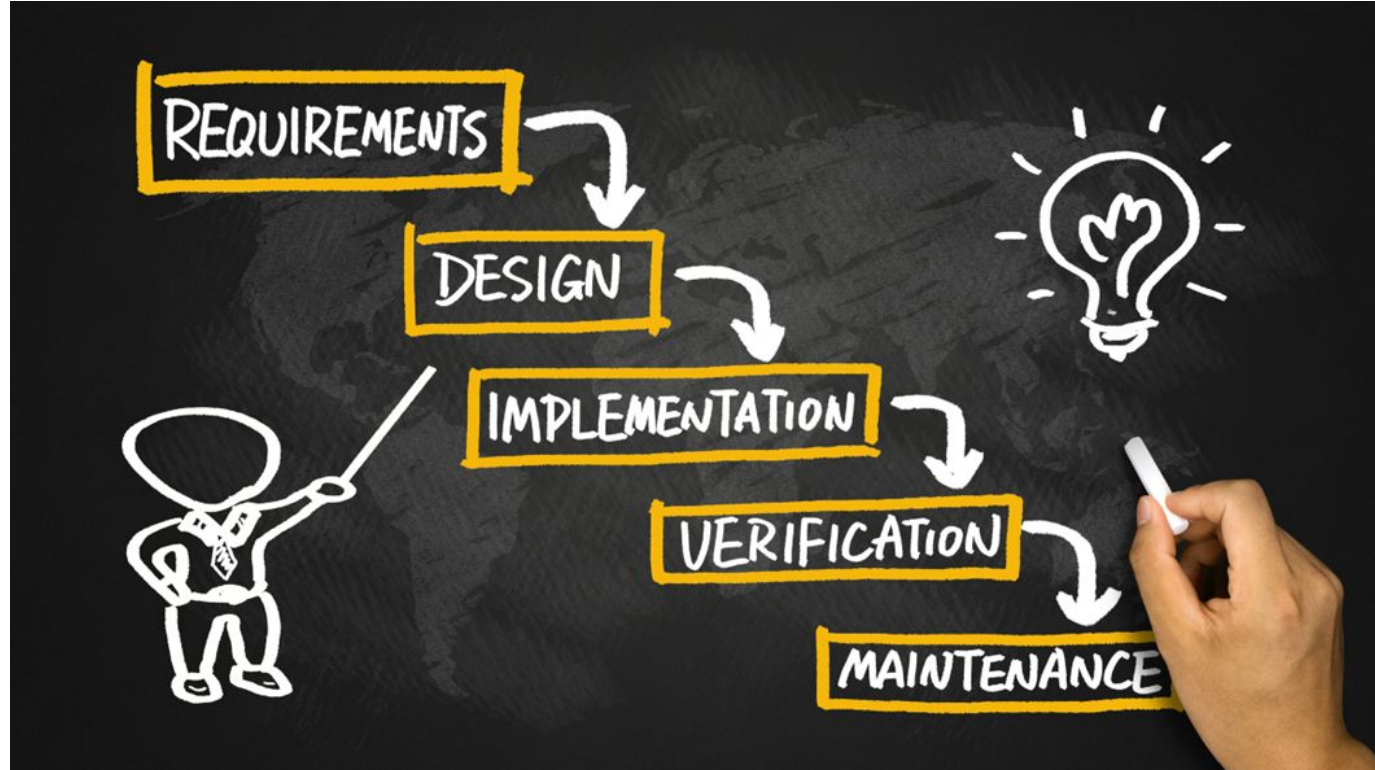 REQUIREMENTS
DESIGN
IMPLEMENTATION
VERIFICATION
MAINTENANCE